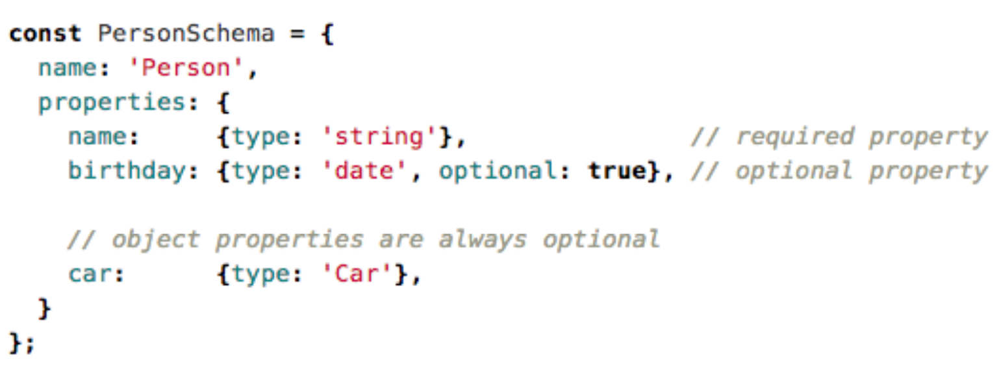 const PersonSchema = {
  name: 'Person',
  properties: {
    name:     {type: 'string'},               // required property
    birthday: {type: 'date', optional: true}, // optional property

    // object properties are always optional
    car:      {type: 'Car'},
  }
};